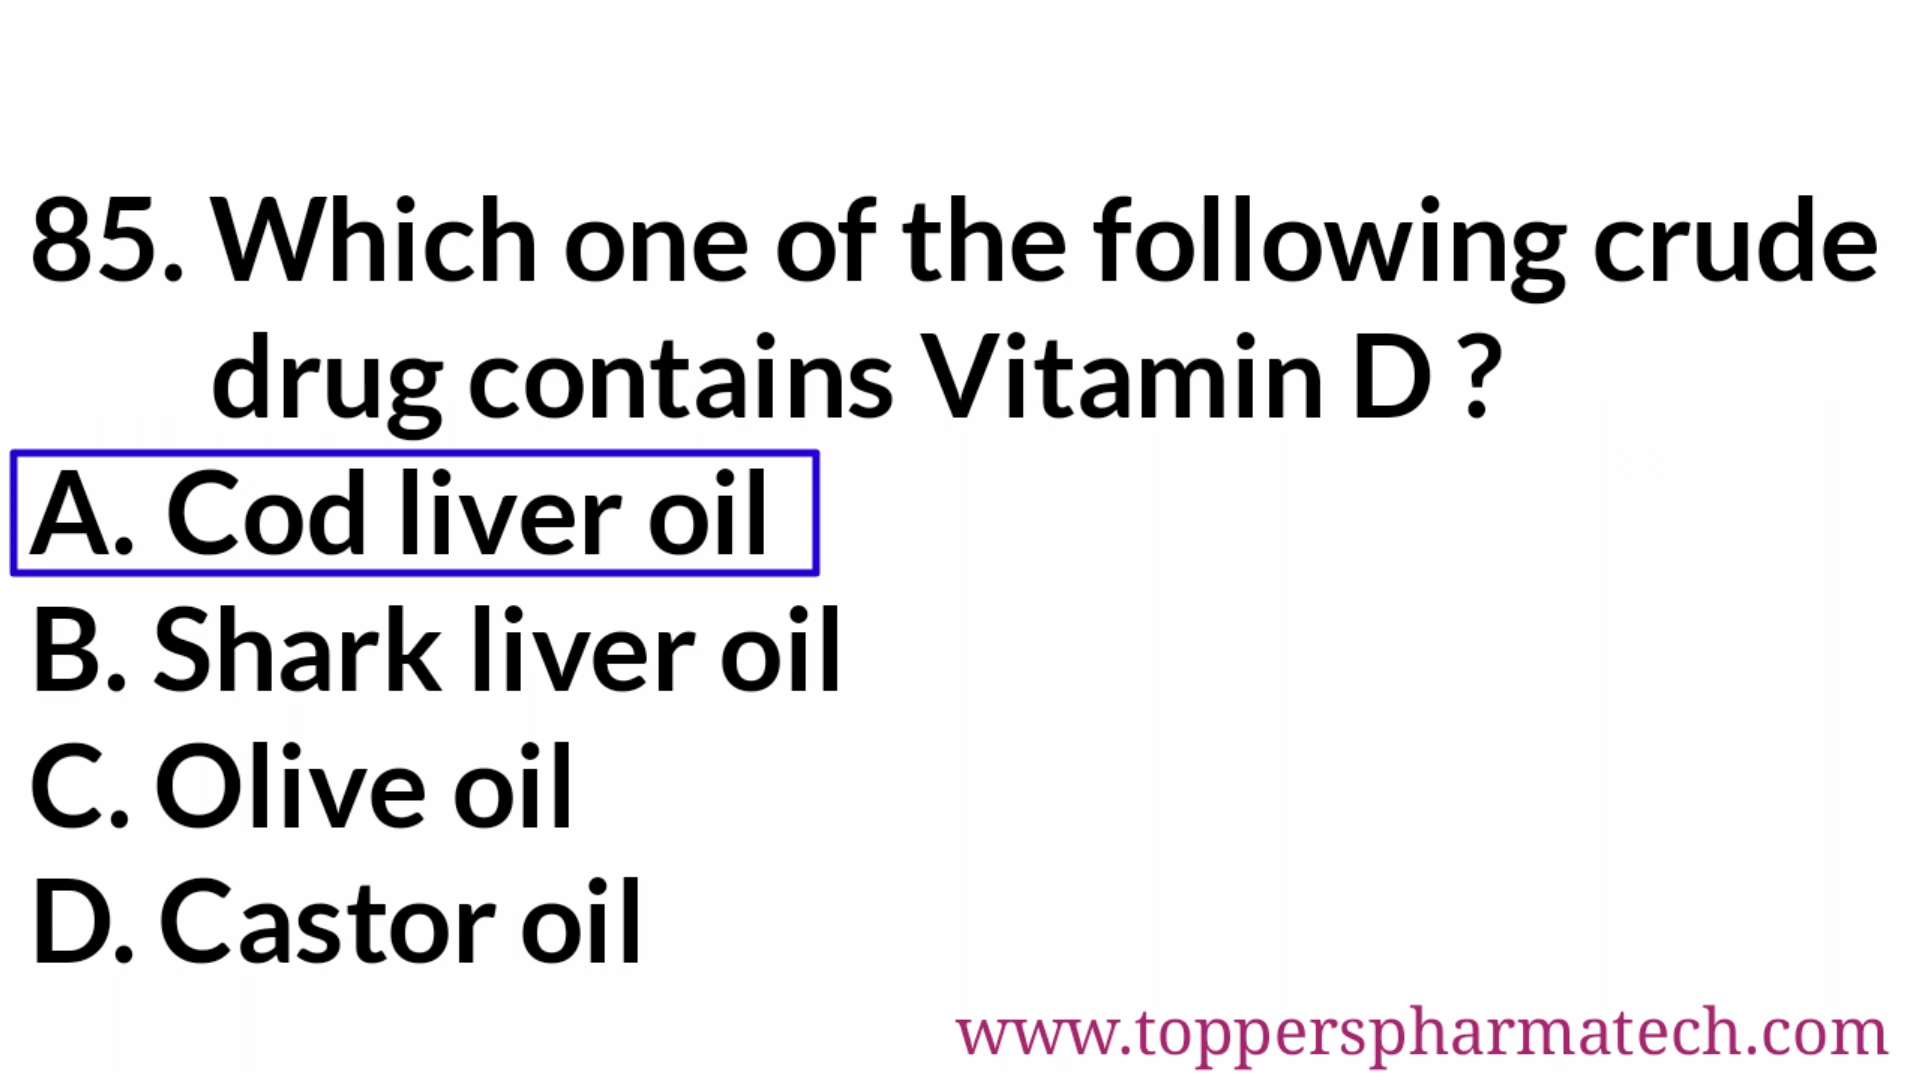 85. Which one of the following crude
drug contains Vitamin D ?
A. Cod liver oil
B. Shark liver oil
C. Olive oil
D. Castor oil
www.topperspharmatech.com